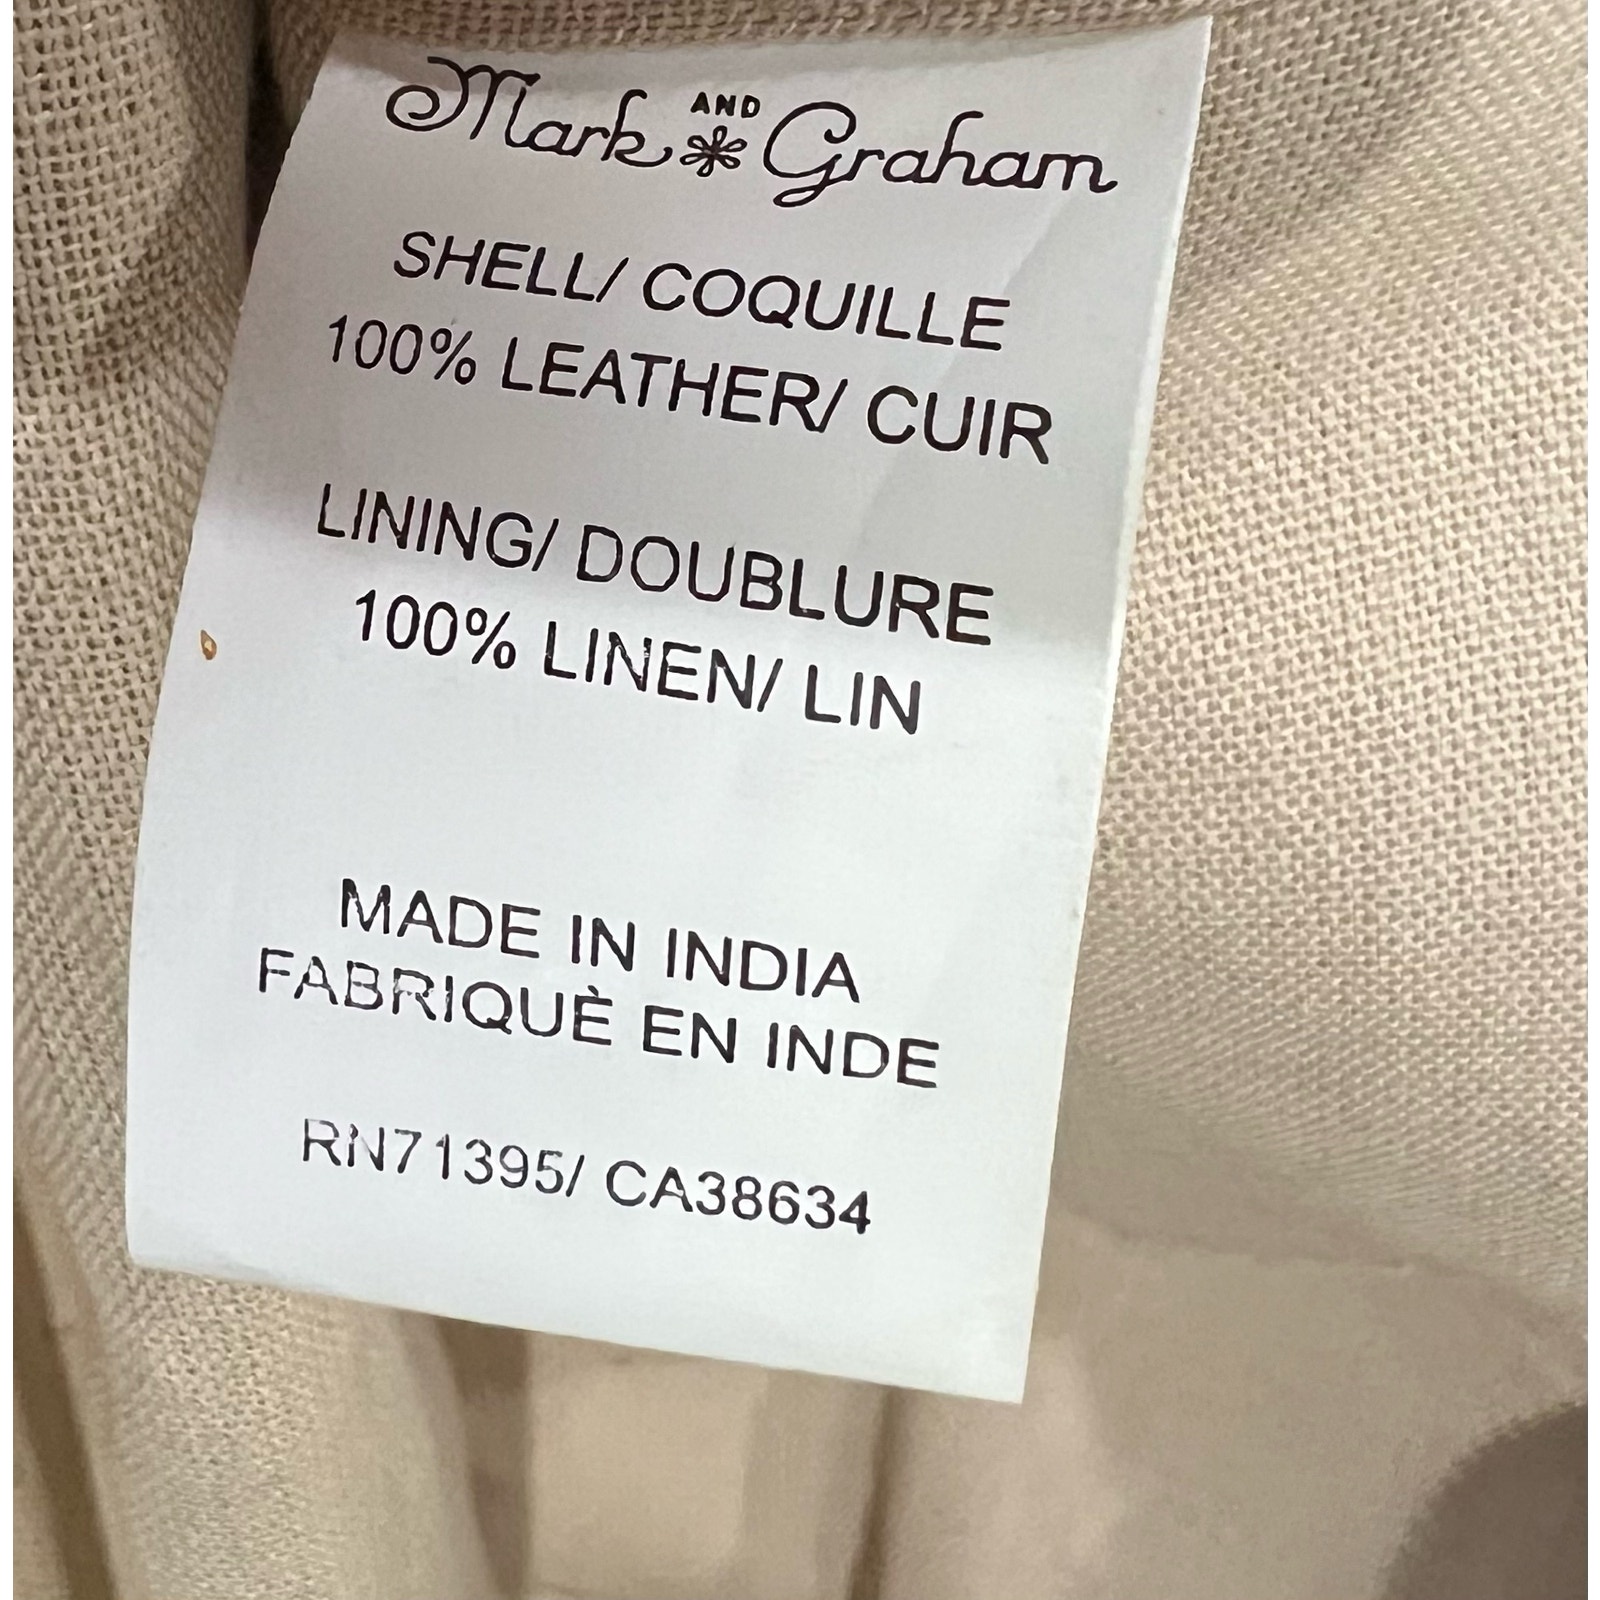 Mark AND Graham
SHELL/ COQUILLE
100% LEATHER/ CUIR
LINING/ DOUBLURE
100% LINEN/ LIN
MADE IN INDIA
FABRIQUÈ EN INDE
RN71395/ CA38634